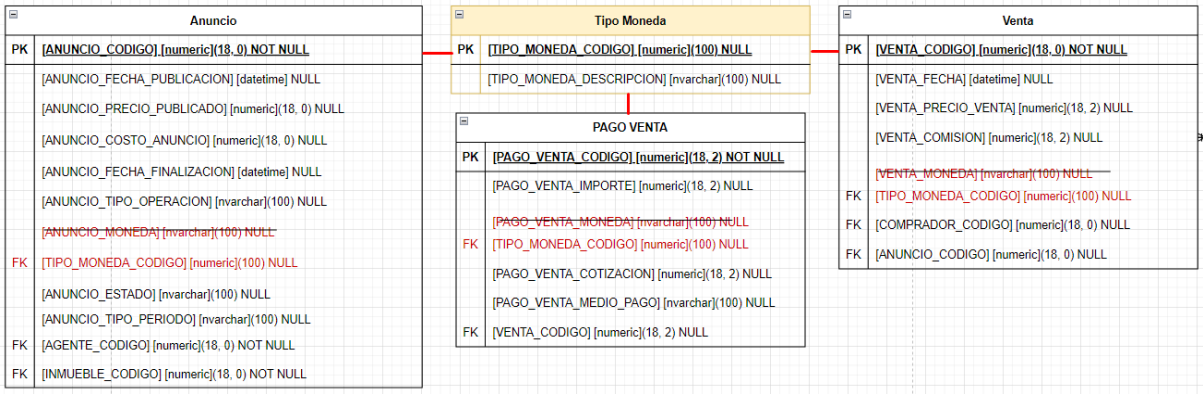 Anuncio
PK [ANUNCIO_CODIGO] [numeric](18, 0) NOT NULL
[ANUNCIO_FECHA_PUBLICACION] [datetime] NULL
[ANUNCIO_PRECIO_PUBLICADO] [numeric](18, 0) NULL
[ANUNCIO_COSTO_ANUNCIO] [numeric](18, 0) NULL
[ANUNCIO_FECHA_FINALIZACION] [datetime] NULL
[ANUNCIO_TIPO_OPERACION] [nvarchar](100) NULL
[ANUNCIO_MONEDA] [nvarchar](100) NULL
FK [TIPO_MONEDA_CODIGO] [numeric](100) NULL
[ANUNCIO_ESTADO] [nvarchar](100) NULL
[ANUNCIO_TIPO_PERIODO] [nvarchar](100) NULL
FK [AGENTE_CODIGO] [numeric](18, 0) NOT NULL
FK [INMUEBLE_CODIGO] [numeric](18, 0) NOT NULL
Tipo Moneda
PK [TIPO_MONEDA_CODIGO] [numeric](100) NULL
[TIPO_MONEDA_DESCRIPCION] [nvarchar](100) NULL
PAGO VENTA
PK [PAGO_VENTA_CODIGO] [numeric](18, 2) NOT NULL
[PAGO_VENTA_IMPORTE] [numeric](18, 2) NULL
[PAGO_VENTA_MONEDA] [nvarchar](100) NULL
FK [TIPO_MONEDA_CODIGO] [numeric](100) NULL
[PAGO_VENTA_COTIZACION] [numeric](18, 2) NULL
[PAGO_VENTA_MEDIO_PAGO] [nvarchar](100) NULL
FK [VENTA_CODIGO] [numeric](18, 2) NULL
Venta
PK [VENTA_CODIGO] [numeric](18, 0) NOT NULL
[VENTA_FECHA] [datetime] NULL
[VENTA_PRECIO_VENTA] [numeric](18, 2) NULL
[VENTA_COMISION] [numeric](18, 2) NULL
[VENTA_MONEDA] [nvarchar](100) NULL
FK [TIPO_MONEDA_CODIGO] [numeric](100) NULL
FK [COMPRADOR_CODIGO] [numeric](18, 0) NULL
FK [ANUNCIO_CODIGO] [numeric](18, 0) NULL